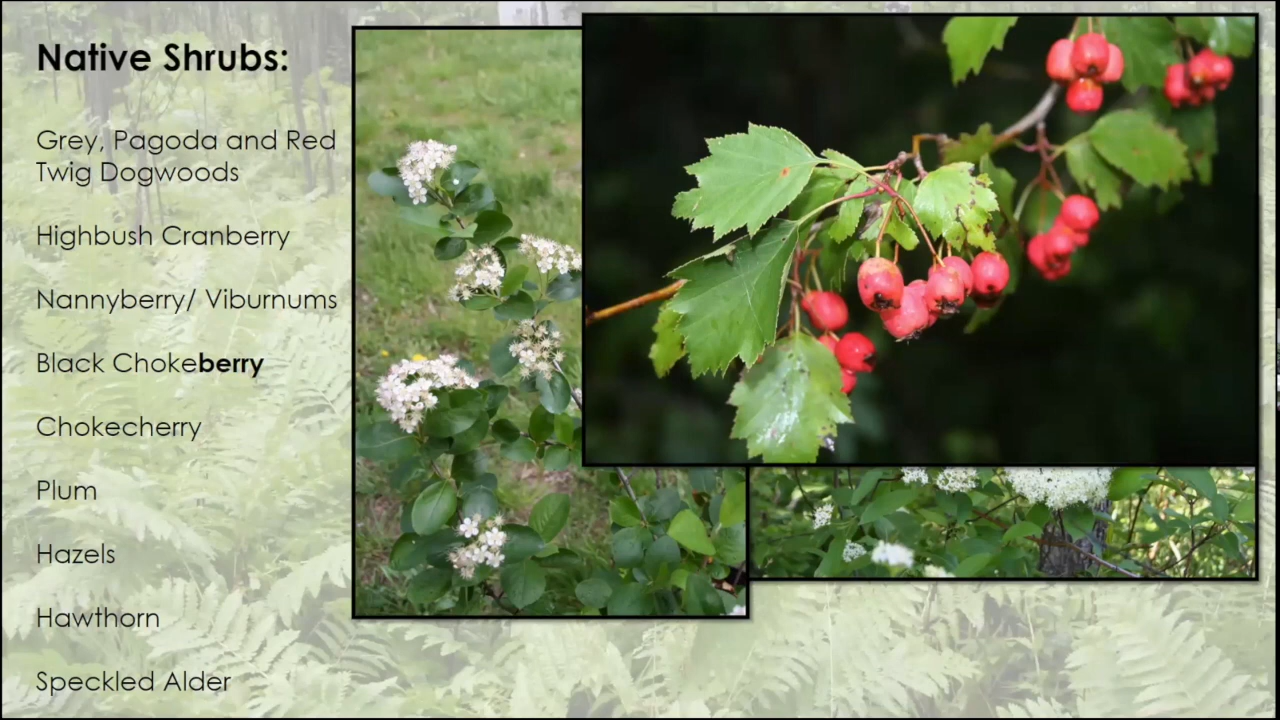 Native Shrubs:
Grey, Pagoda and Red
Twig Dogwoods
Highbush Cranberry
Nannyberry/ Viburnums
Black Chokeberry
Chokecherry
Plum
Hazels
Hawthorn
Speckled Alder